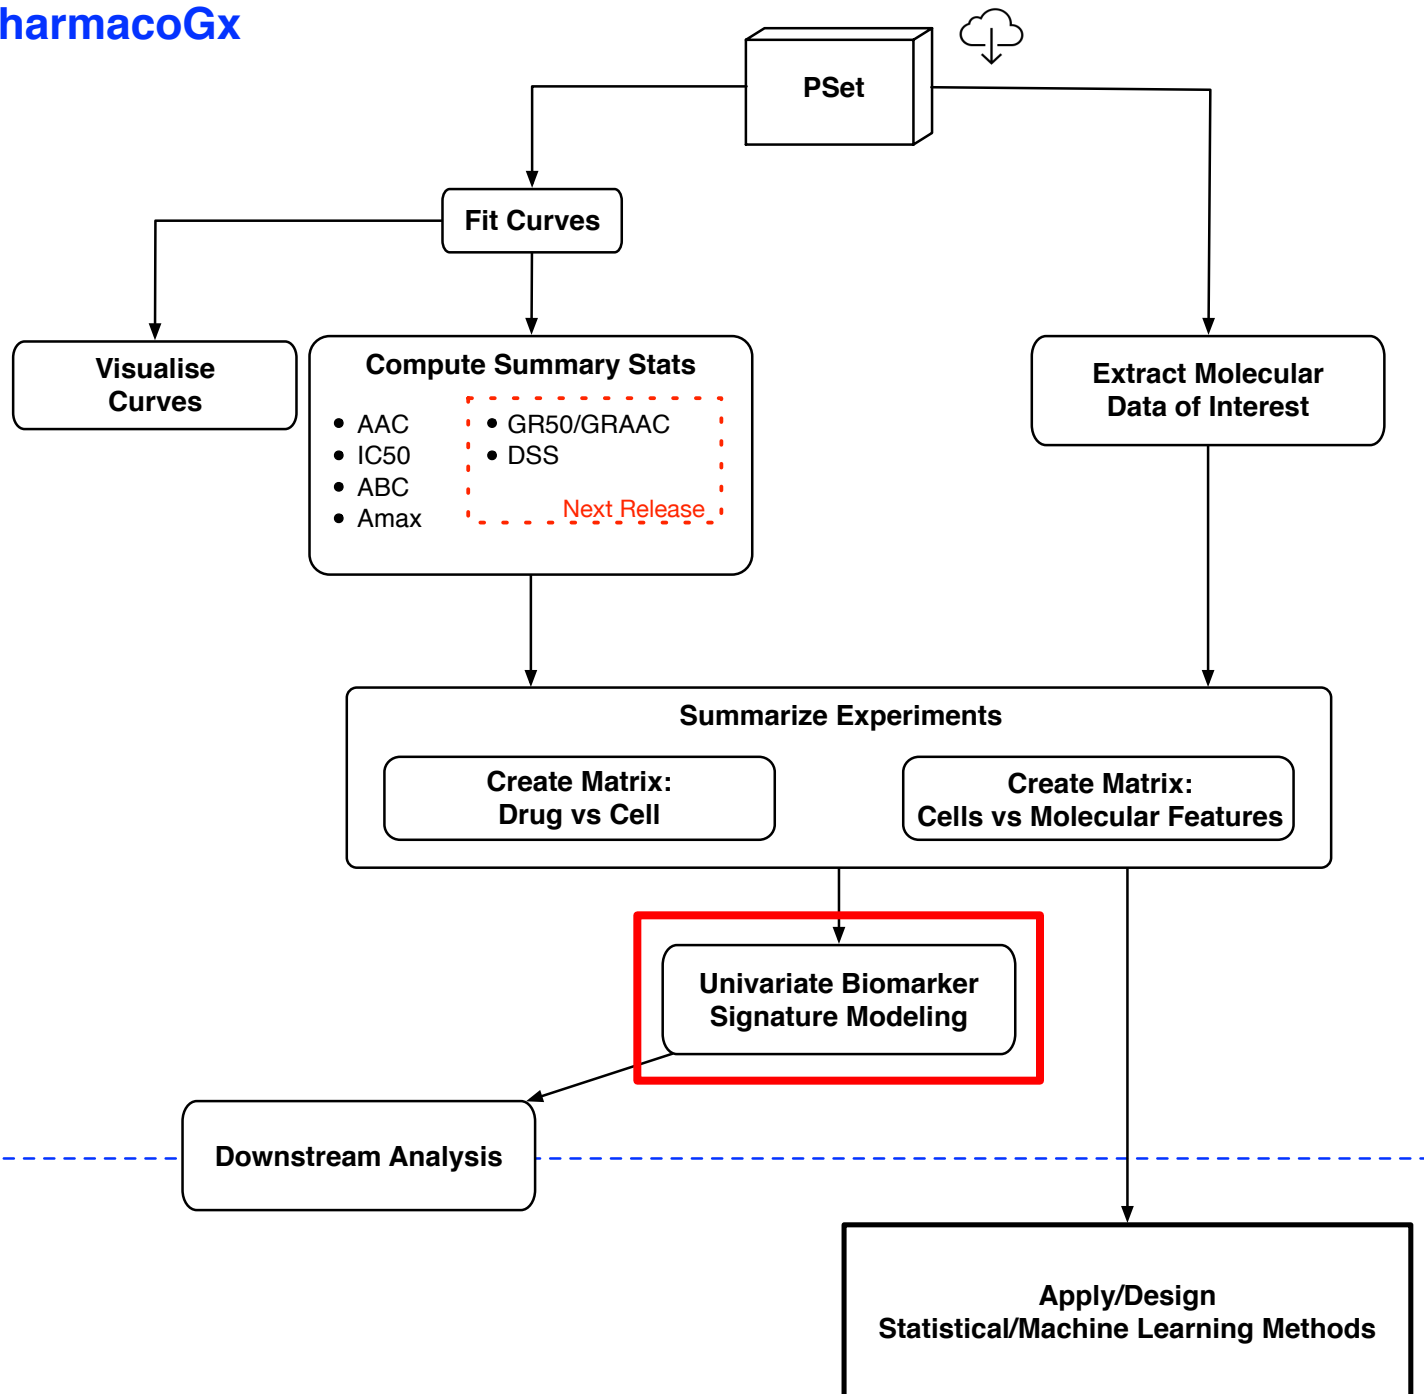 harmacoGx
PSet
Fit Curves
Visualise
Curves
Compute Summary Stats
AAC
IC50
ABC
Amax
GR50/GRAAC
DSS
Next Release
Extract Molecular
Data of Interest
Summarize Experiments
Create Matrix:
Drug vs Cell
Create Matrix:
Cells vs Molecular Features
Univariate Biomarker
Signature Modeling
Downstream Analysis
Apply/Design
Statistical/Machine Learning Methods